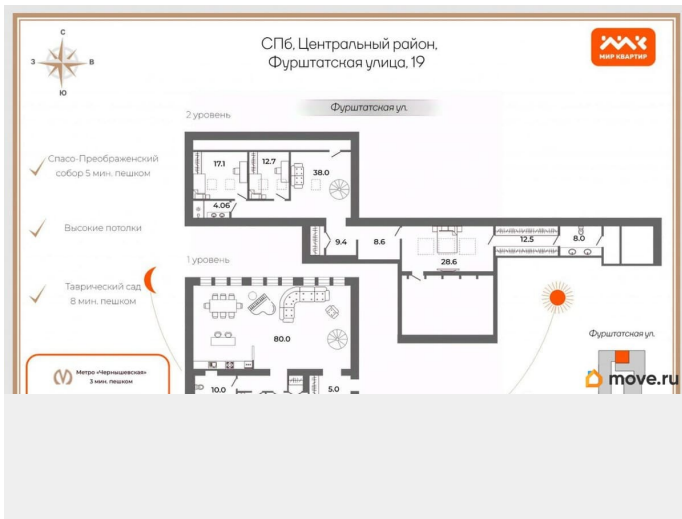 СПб, Центральный район,
Фурштатская улица, 19
МИР КВАРТИР
С
З
В
Ю
Фурштатская ул.
2 уровень
Спасо-Преображенский
собор 5 мин. пешком
17.1
12.7
38.0
4.06
Высокие потолки
9.4
8.6
28.6
12.5
8.0
1 уровень
Таврический сад
8 мин. пешком
80.0
Фурштатская ул.
Метро «Чернышевская»
3 мин. пешком
10.0
5.0
move.ru